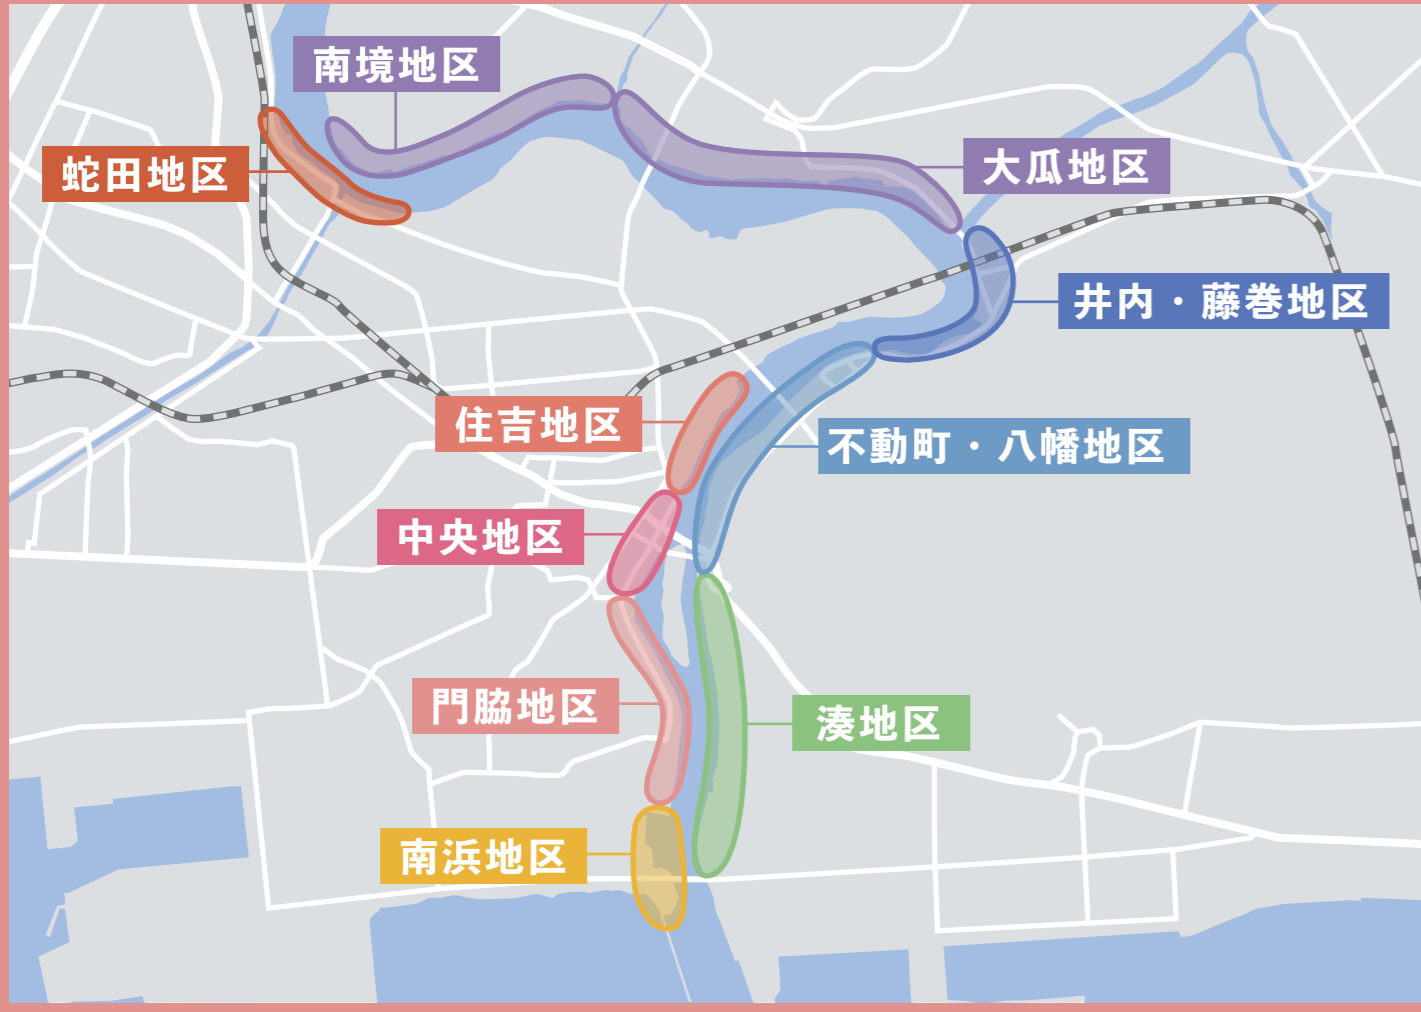 南境地区
蛇田地区
大瓜地区
井内・藤巻地区
住吉地区
不動町・八幡地区
中央地区
門脇地区
湊地区
南浜地区